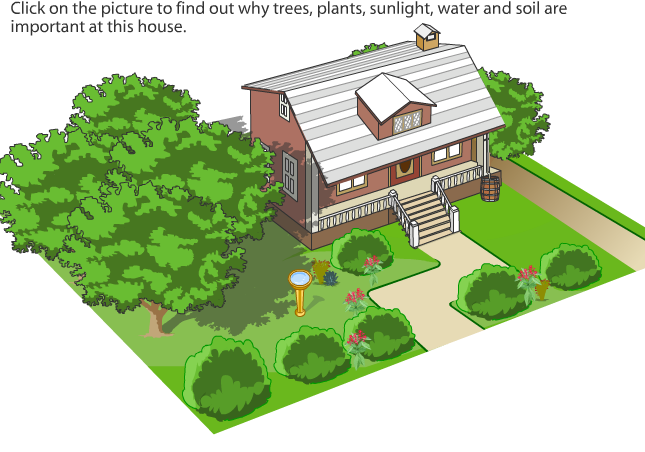 Click on the picture to find out why trees, plants, sunlight, water and soil are
important at this house.